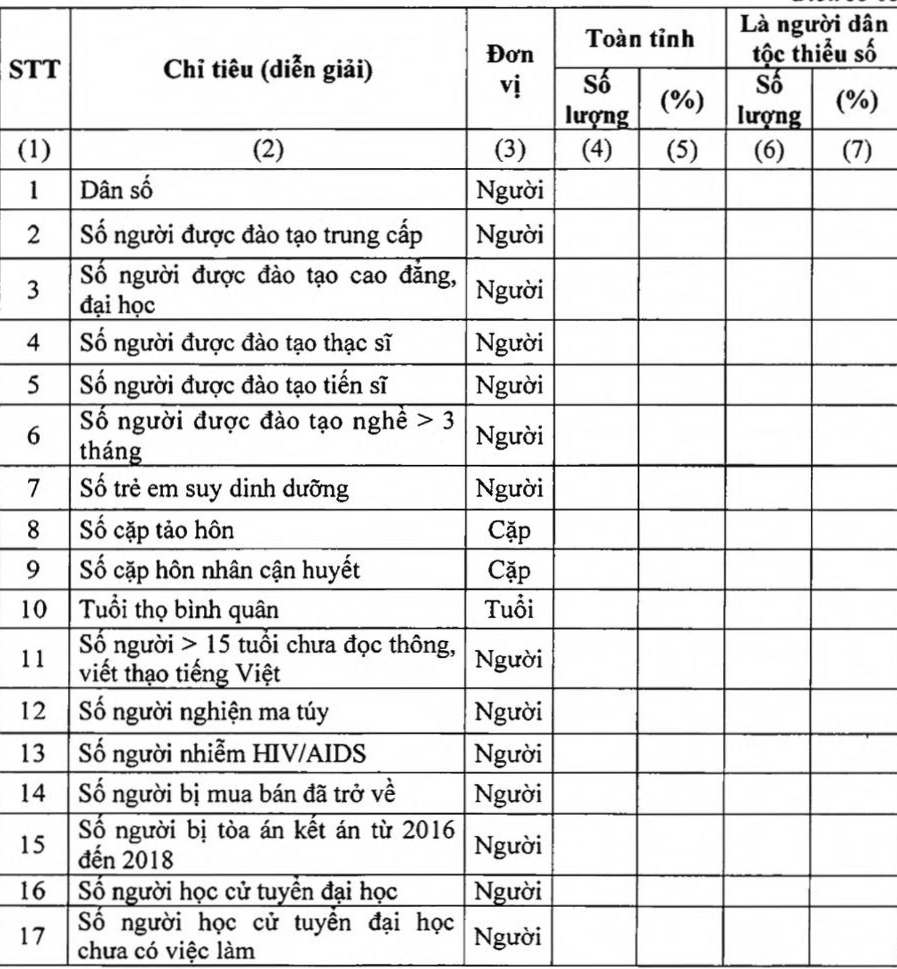 STT Chỉ tiêu (diễn giải) Đơn vị Toàn tỉnh Là người dân tộc thiểu số
Số lượng (%) Số lượng (%)
(1) (2) (3) (4) (5) (6) (7)
1 Dân số Người
2 Số người được đào tạo trung cấp Người
3 Số người được đào tạo cao đẳng,
đại học Người
4 Số người được đào tạo thạc sĩ Người
5 Số người được đào tạo tiến sĩ Người
6 Số người được đào tạo nghề > 3
tháng Người
7 Số trẻ em suy dinh dưỡng Người
8 Số cặp tảo hôn Cặp
9 Số cặp hôn nhân cận huyết Cặp
10 Tuổi thọ bình quân Tuổi
11 Số người > 15 tuổi chưa đọc thông,
viết thạo tiếng Việt Người
12 Số người nghiện ma túy Người
13 Số người nhiễm HIV/AIDS Người
14 Số người bị mua bán đã trở về Người
15 Số người bị tòa án kết án từ 2016
đến 2018 Người
16 Số người học cử tuyển đại học Người
17 Số người học cử tuyển đại học
chưa có việc làm Người